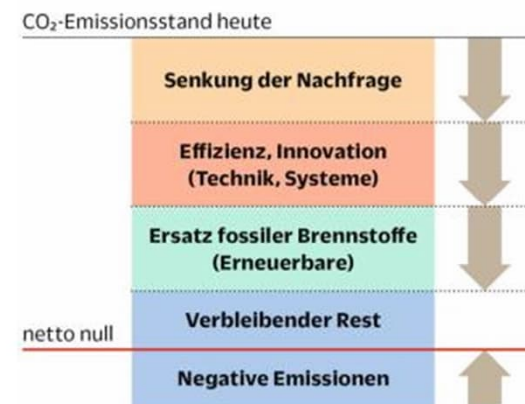 CO₂-Emissionsstand heute
Senkung der Nachfrage
Effizienz, Innovation
(Technik, Systeme)
Ersatz fossiler Brennstoffe
(Erneuerbare)
Verbleibender Rest
netto null
Negative Emissionen